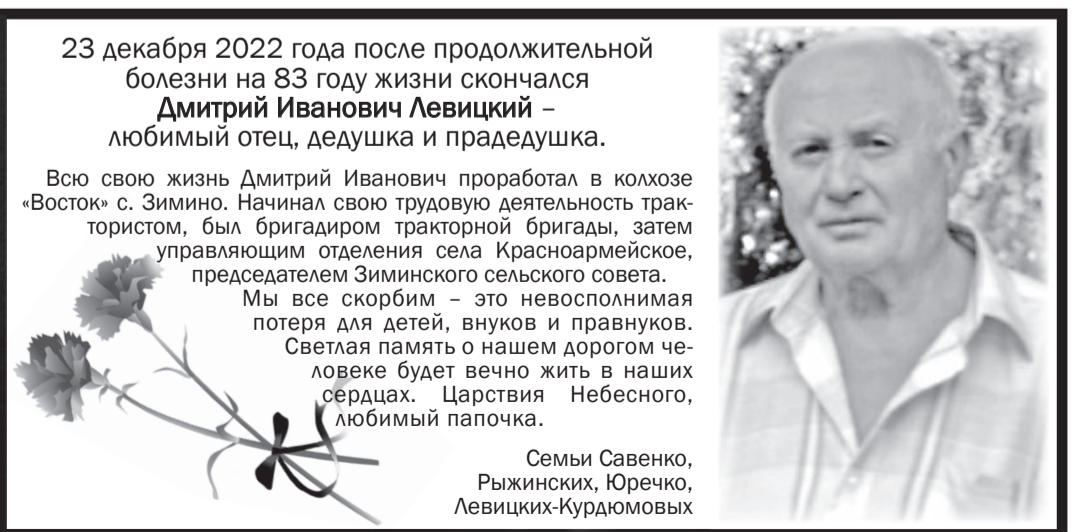 23 декабря 2022 года после продолжительной
болезни на 83 году жизни скончался
Дмитрий Иванович Левицкий –
любимый отец, дедушка и прадедушка.
Всю свою жизнь Дмитрий Иванович проработал в колхозе
«Восток» с. Зимино. Начинал свою трудовую деятельность трак-
тористом, был бригадиром тракторной бригады, затем
управляющим отделения села Красноармейское,
председателем Зиминского сельского совета.
Мы все скорбим – это невосполнимая
потеря для детей, внуков и правнуков.
Светлая память о нашем дорогом че-
ловеке будет вечно жить в наших
сердцах. Царствия Небесного,
любимый папочка.
Семьи Савенко,
Рыжинских, Юречко,
Левицких-Курдюмовых